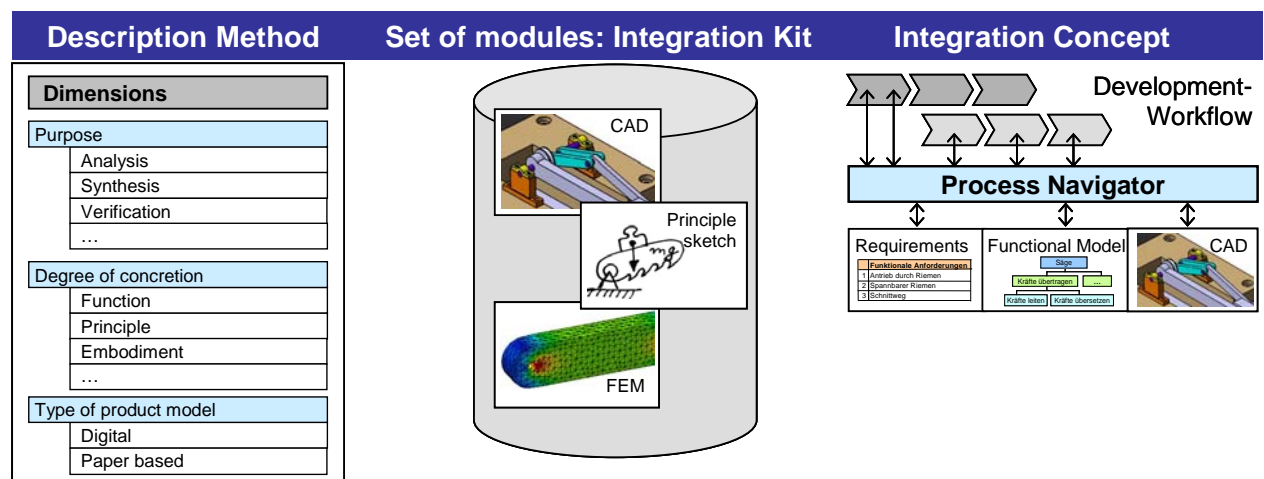 Description Method
Set of modules: Integration Kit
Integration Concept
Dimensions
Purpose
Analysis
Synthesis
Verification
…
Degree of concretion
Function
Principle
Embodiment
…
Type of product model
Digital
Paper based
CAD
Principle
sketch
mg
FEM
Development-
Workflow
Process Navigator
Requirements
Funktionale Anforderungen
1 Antrieb durch Riemen
2 Spannbarer Riemen
3 Schnittweg
Functional Model
Säge
Kräfte übertragen
...
Kräfte leiten
Kräfte übersetzen
CAD